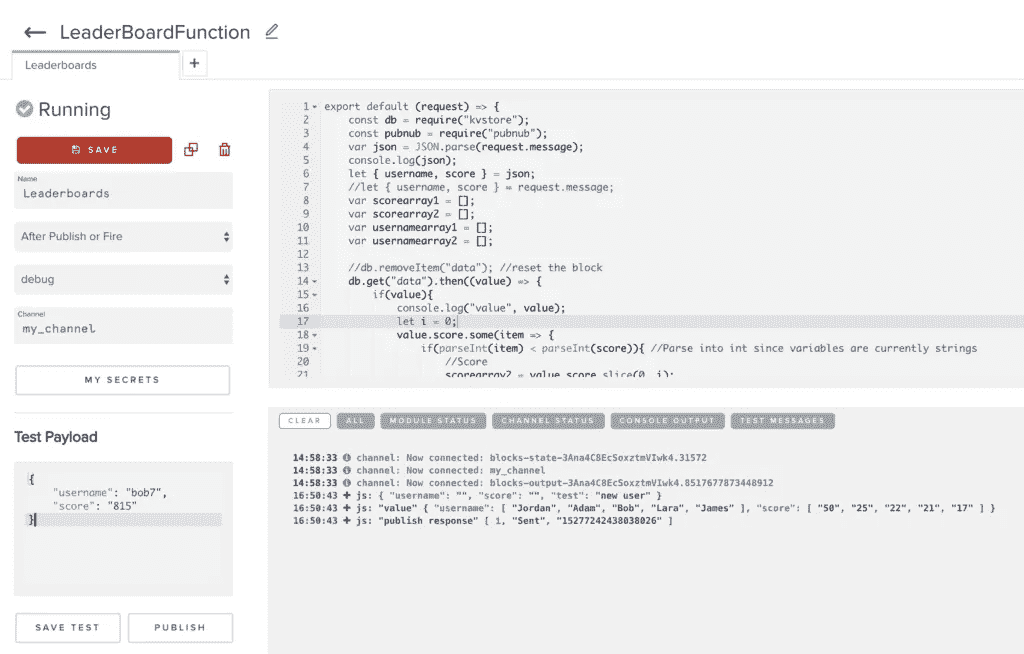 LeaderBoardFunction
Leaderboards
+
Running
SAVE
Name
Leaderboards
After Publish or Fire
debug
Channel
my_channel
MY SECRETS
Test Payload
{
"username": "bob7",
"score": "815"
}
SAVE TEST
PUBLISH
1 export default (request) => {
2 const db = require("kvstore");
3 const pubnub = require("pubnub");
4 var json = JSON.parse(request.message);
5 console.log(json);
6 let { username, score } = json;
7 //let { username, score } = request.message;
8 var scorearray1 = [];
9 var scorearray2 = [];
10 var usernamearray1 = [];
11 var usernamearray2 = [];
12
13 //db.removeItem("data"); //reset the block
14 db.get("data").then((value) => {
15 if(value){
16 console.log("value", value);
17 let i = 0;
18 value.score.some(item => {
19 if(parseInt(item) < parseInt(score)){ //Parse into int since variables are currently strings
20 //Score
21 scorearray2 = value.score.slice(0, i);
CLEAR
ALL
MODULE STATUS
CHANNEL STATUS
CONSOLE OUTPUT
TEST MESSAGES
14:58:33 channel: Now connected: blocks-state-3Ana4C8EcSoxztmVIwk4.31572
14:58:33 channel: Now connected: my_channel
14:58:33 channel: Now connected: blocks-output-3Ana4C8EcSoxztmVIwk4.8517677873448912
16:50:43 + js: { "username": "", "score": "", "test": "new user" }
16:50:43 + js: "value" { "username": [ "Jordan", "Adam", "Bob", "Lara", "James" ], "score": [ "50", "25", "22", "21", "17" ] }
16:50:43 + js: "publish response" [ 1, "Sent", "15277242438038026" ]